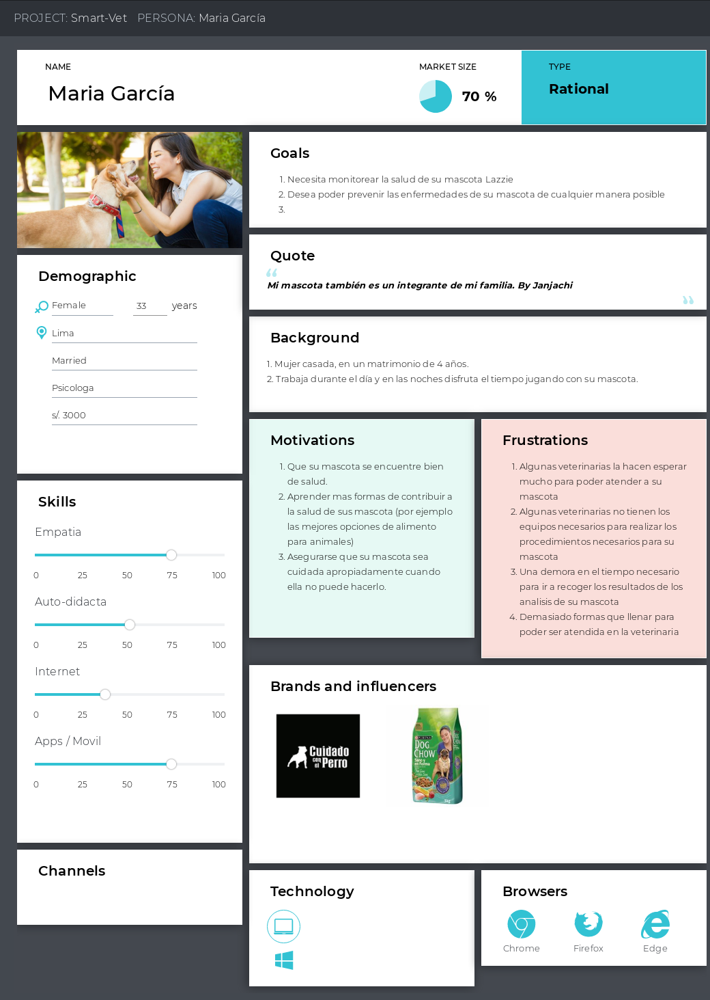 PROJECT: Smart-Vet PERSONA: Maria García
NAME
Maria García
MARKET SIZE
70 %
TYPE
Rational
Goals
1. Necesita monitorear la salud de su mascota Lazzie
2. Desea poder prevenir las enfermedades de su mascota de cualquier manera posible
3.
Quote
“
Mi mascota también es un integrante de mi familia. By Janjachi
”
Demographic
Female 33 years
Lima
Married
Psicologa
s/. 3000
Background
1. Mujer casada, en un matrimonio de 4 años.
2. Trabaja durante el día y en las noches disfruta el tiempo jugando con su mascota.
Motivations
1. Que su mascota se encuentre bien
de salud.
2. Aprender mas formas de contribuir a
la salud de sus mascota (por ejemplo
las mejores opciones de alimento
para animales)
3. Asegurarse que su mascota sea
cuidada apropiadamente cuando
ella no puede hacerlo.
Frustrations
1. Algunas veterinarias la hacen esperar
mucho para poder atender a su
mascota
2. Algunas veterinarias no tienen los
equipos necesarios para realizar los
procedimientos necesarios para su
mascota
3. Una demora en el tiempo necesario
para ir a recoger los resultados de los
analisis de su mascota
4. Demasiado formas que llenar para
poder ser atendida en la veterinaria
Skills
Empatia
0 25 50 75 100
Auto-didacta
0 25 50 75 100
Internet
0 25 50 75 100
Apps / Movil
0 25 50 75 100
Brands and influencers
Cuidado
con
el Perro
PURINA
DOG
CHOW
Sano y
en Forma
Channels
Technology
Browsers
Chrome Firefox Edge